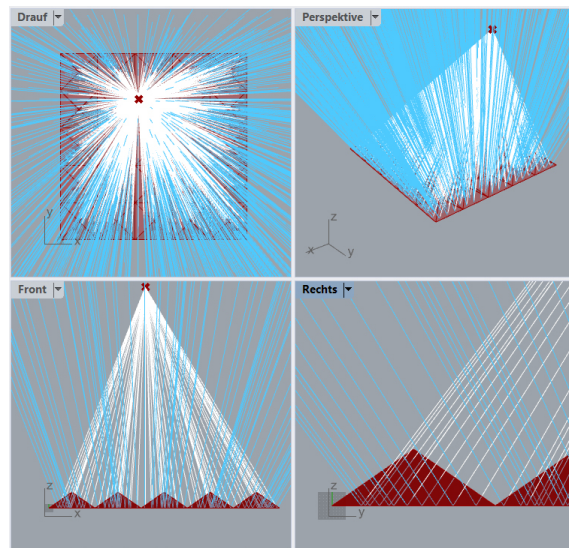 Drauf
Perspektive
y
x
z
x
y
Front
Rechts
z
x
z
y